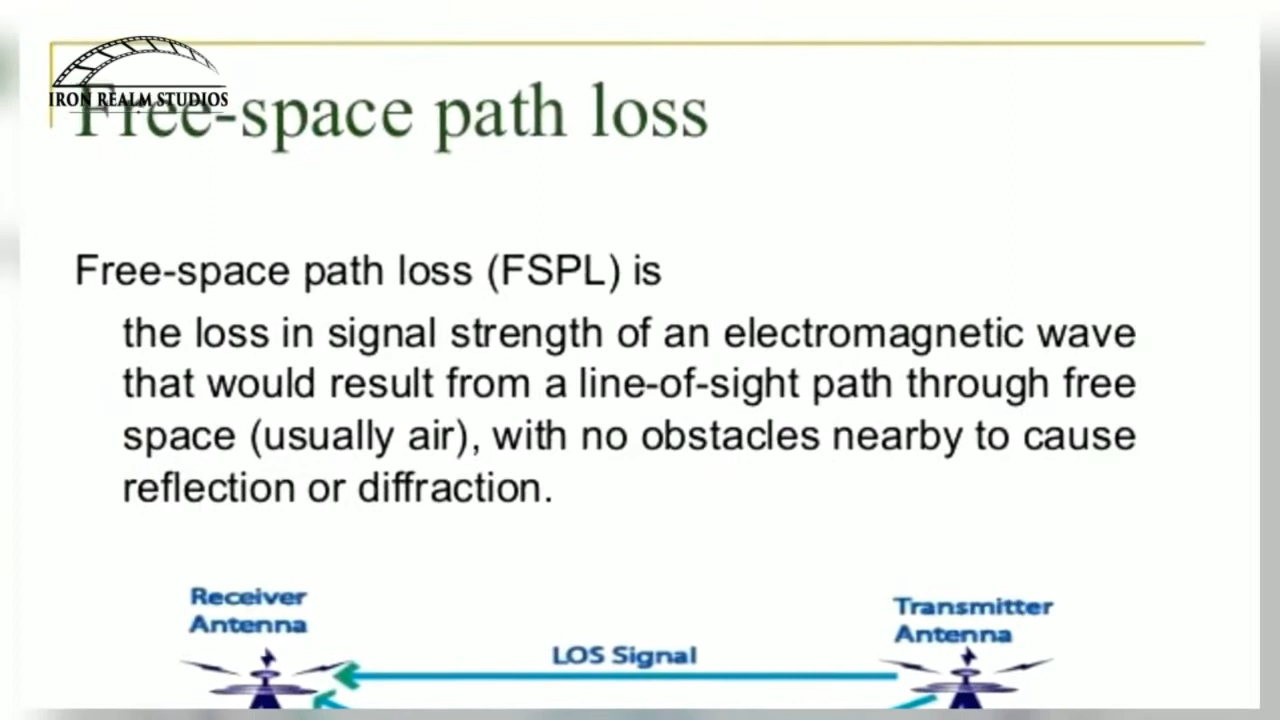 IRON REALM STUDIOS
Free-space path loss
Free-space path loss (FSPL) is
the loss in signal strength of an electromagnetic wave
that would result from a line-of-sight path through free
space (usually air), with no obstacles nearby to cause
reflection or diffraction.
Receiver
Antenna
Transmitter
Antenna
LOS Signal